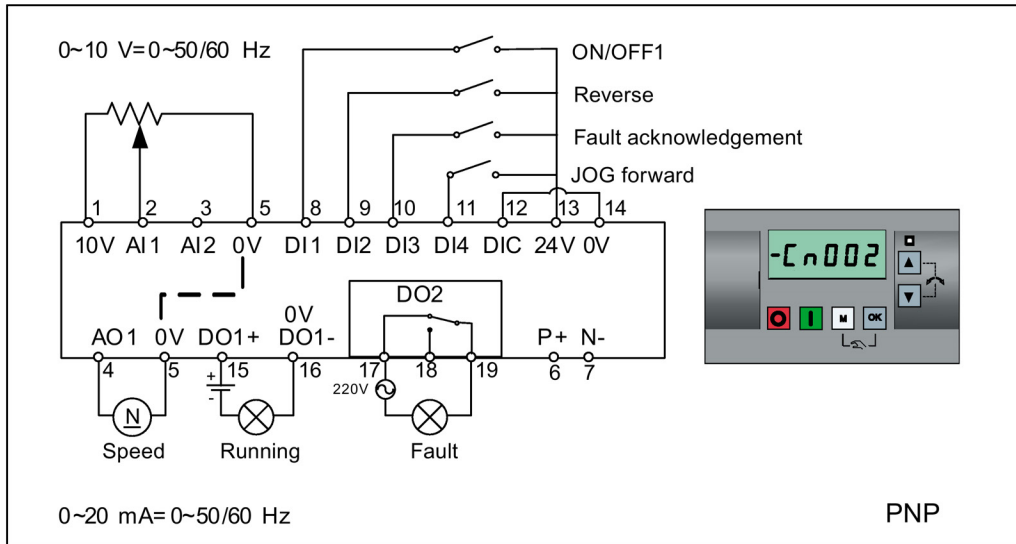 0~10 V=0~50/60 Hz
ON/OFF1
Reverse
Fault acknowledgement
JOG forward
1 2 3 5 8 9 10 11 12 13 14
10V AI1 AI2 0V DI1 DI2 DI3 DI4 DIC 24V 0V
-Cn002
M OK
DO2
0V
AO1 0V DO1+ DO1- P+ N-
4 5 15 16 17 18 19 6 7
+
-
220V
N
Speed Running Fault
0~20 mA=0~50/60 Hz
PNP